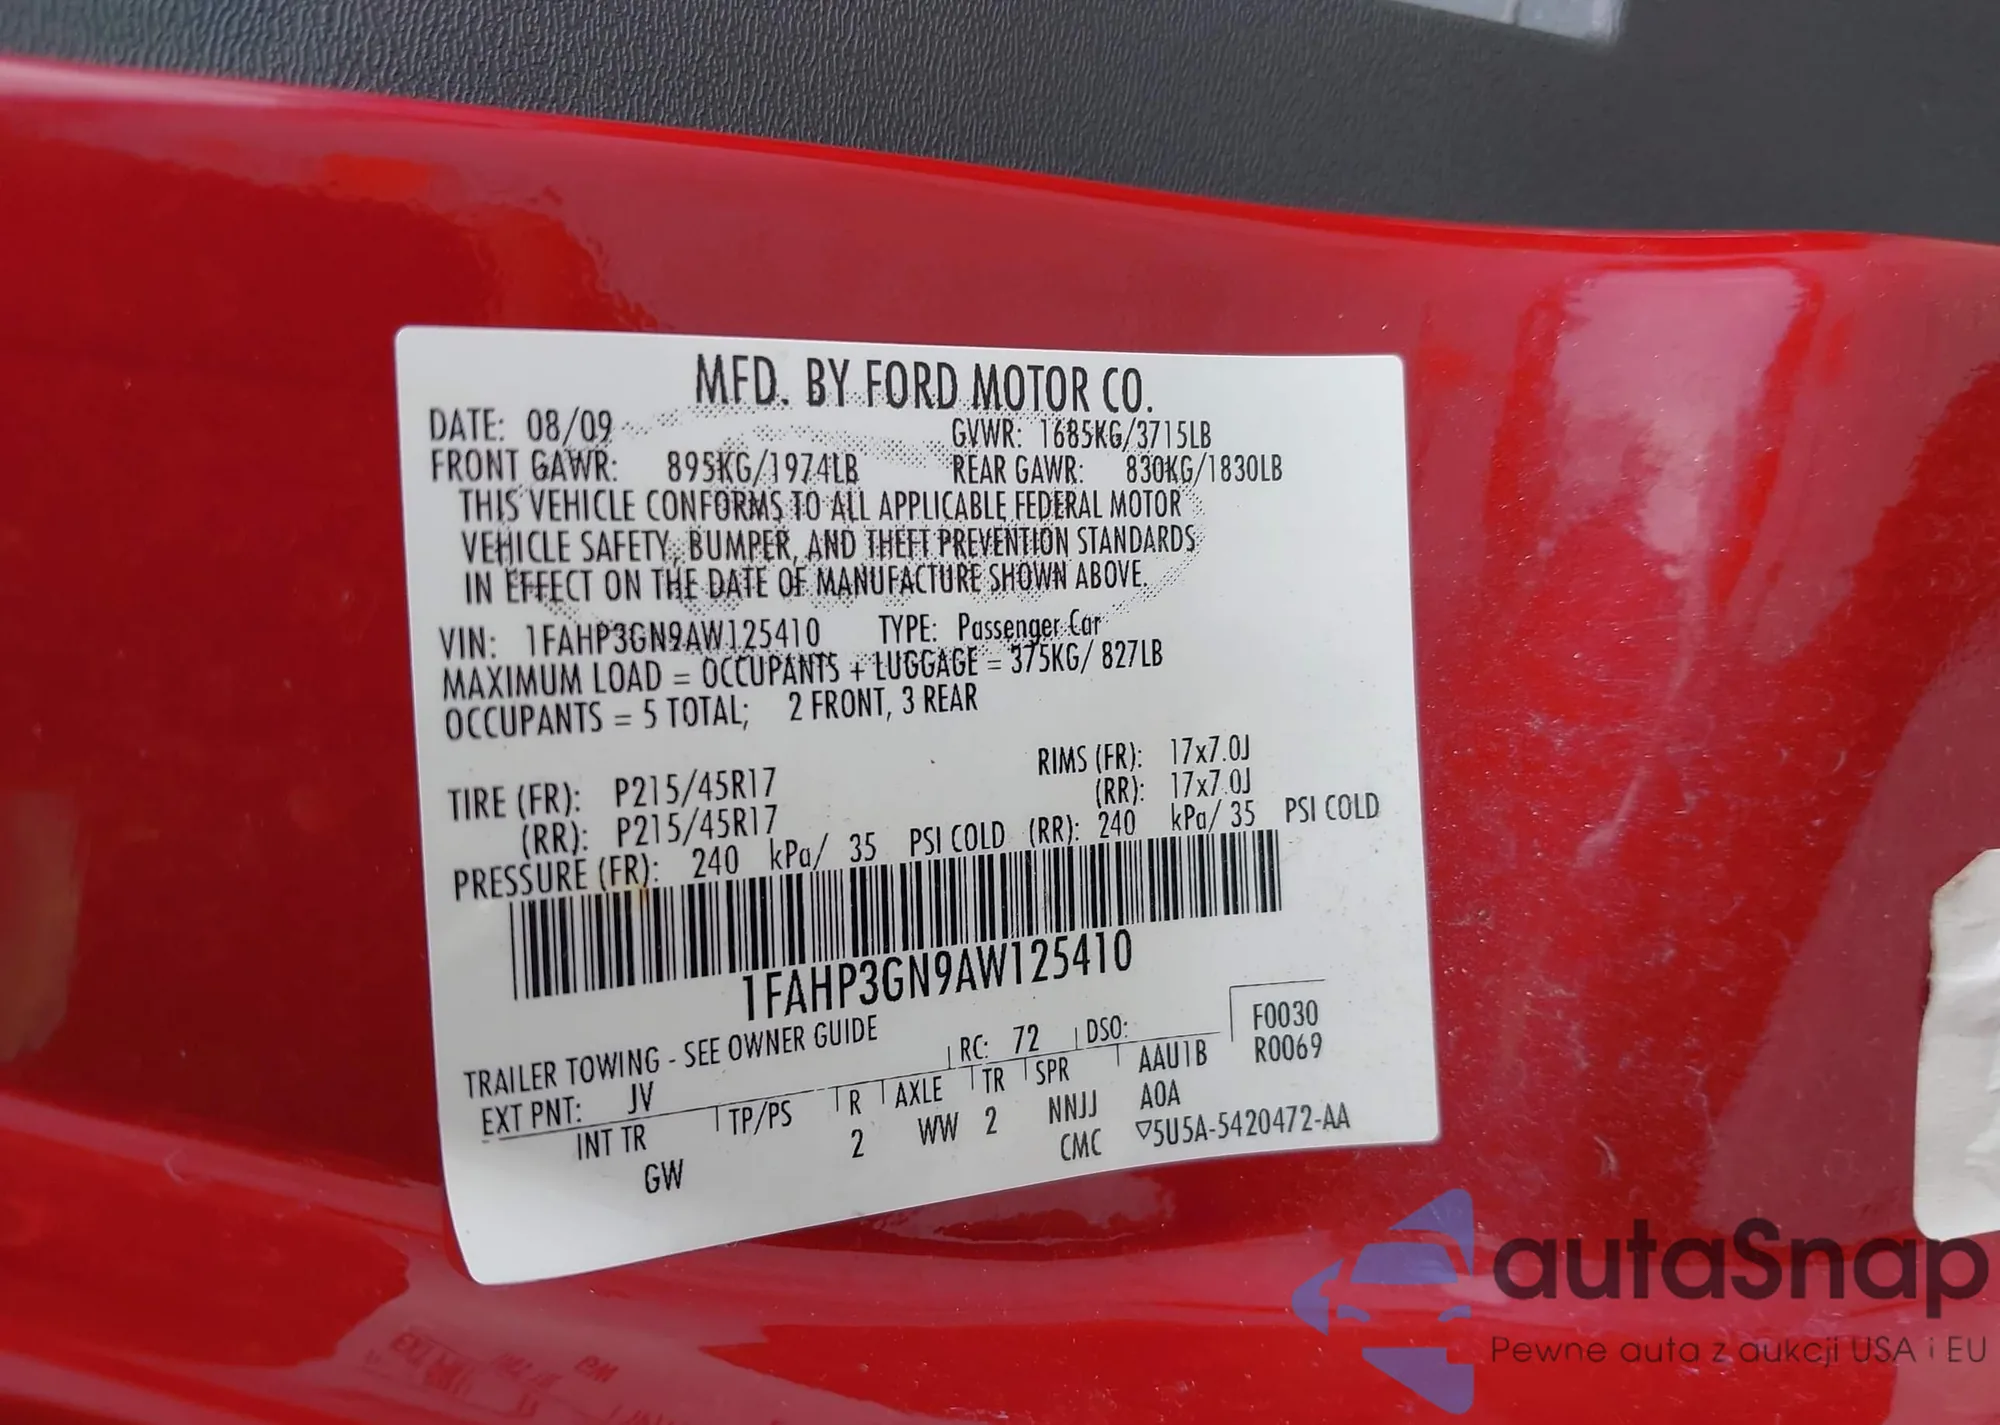 MFD. BY FORD MOTOR CO.
DATE: 08/09 GVWR: 1685KG/3715LB
FRONT GAWR: 895KG/1974LB REAR GAWR: 830KG/1830LB
THIS VEHICLE CONFORMS TO ALL APPLICABLE FEDERAL MOTOR
VEHICLE SAFETY, BUMPER, AND THEFT PREVENTION STANDARDS
IN EFFECT ON THE DATE OF MANUFACTURE SHOWN ABOVE.
VIN: 1FAHP3GN9AW125410 TYPE: Passenger Car
MAXIMUM LOAD = OCCUPANTS + LUGGAGE = 375KG/ 827LB
OCCUPANTS = 5 TOTAL; 2 FRONT, 3 REAR
TIRE (FR): P215/45R17 RIMS (FR): 17x7.0J
(RR): P215/45R17 (RR): 17x7.0J
PRESSURE (FR): 240 kPa/ 35 PSI COLD (RR): 240 kPa/ 35 PSI COLD
1FAHP3GN9AW125410
TRAILER TOWING - SEE OWNER GUIDE
EXT PNT: JV RC: 72 DSO: F0030
INT TR TP/PS R AXLE TR SPR AAU1B R0069
GW 2 WW 2 NNJJ A0A
CMC ▽5U5A-5420472-AA
autaSnap
Pewne auta z aukcji USA i EU